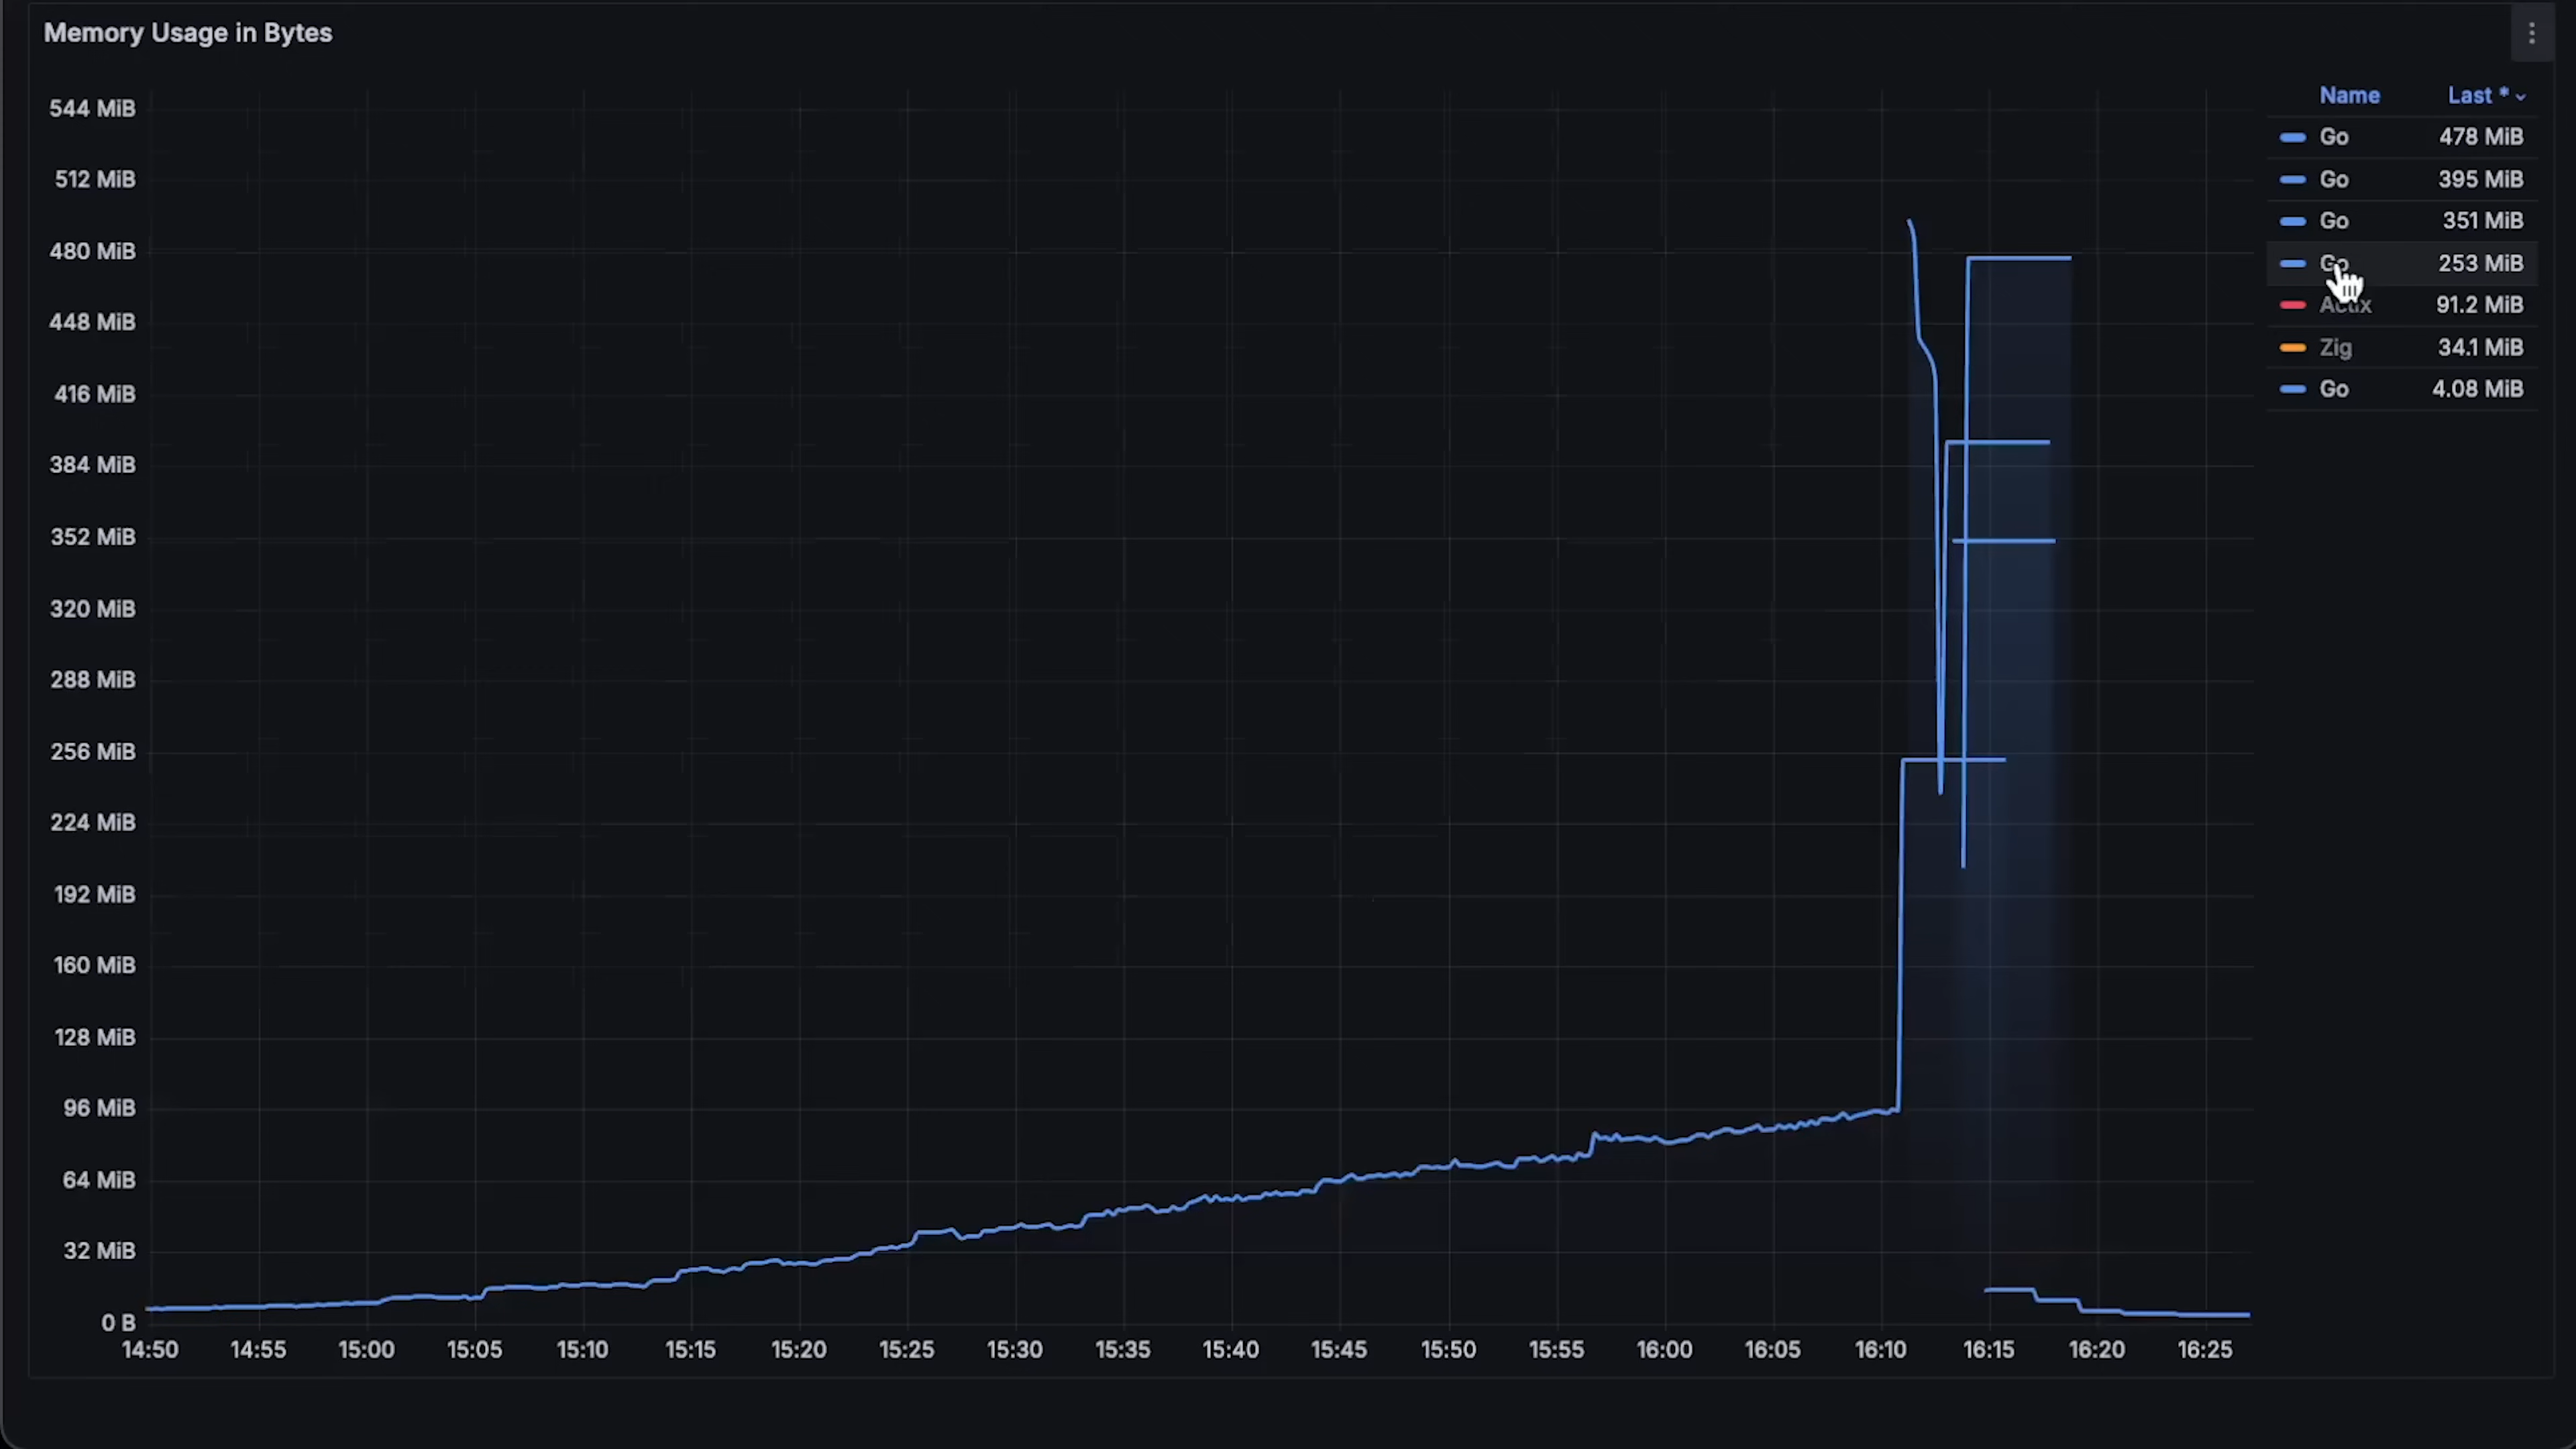 Memory Usage in Bytes
Name Last *
Go 478 MiB
Go 395 MiB
Go 351 MiB
Go 253 MiB
Actix 91.2 MiB
Zig 34.1 MiB
Go 4.08 MiB
544 MiB
512 MiB
480 MiB
448 MiB
416 MiB
384 MiB
352 MiB
320 MiB
288 MiB
256 MiB
224 MiB
192 MiB
160 MiB
128 MiB
96 MiB
64 MiB
32 MiB
0 B
14:50 14:55 15:00 15:05 15:10 15:15 15:20 15:25 15:30 15:35 15:40 15:45 15:50 15:55 16:00 16:05 16:10 16:15 16:20 16:25